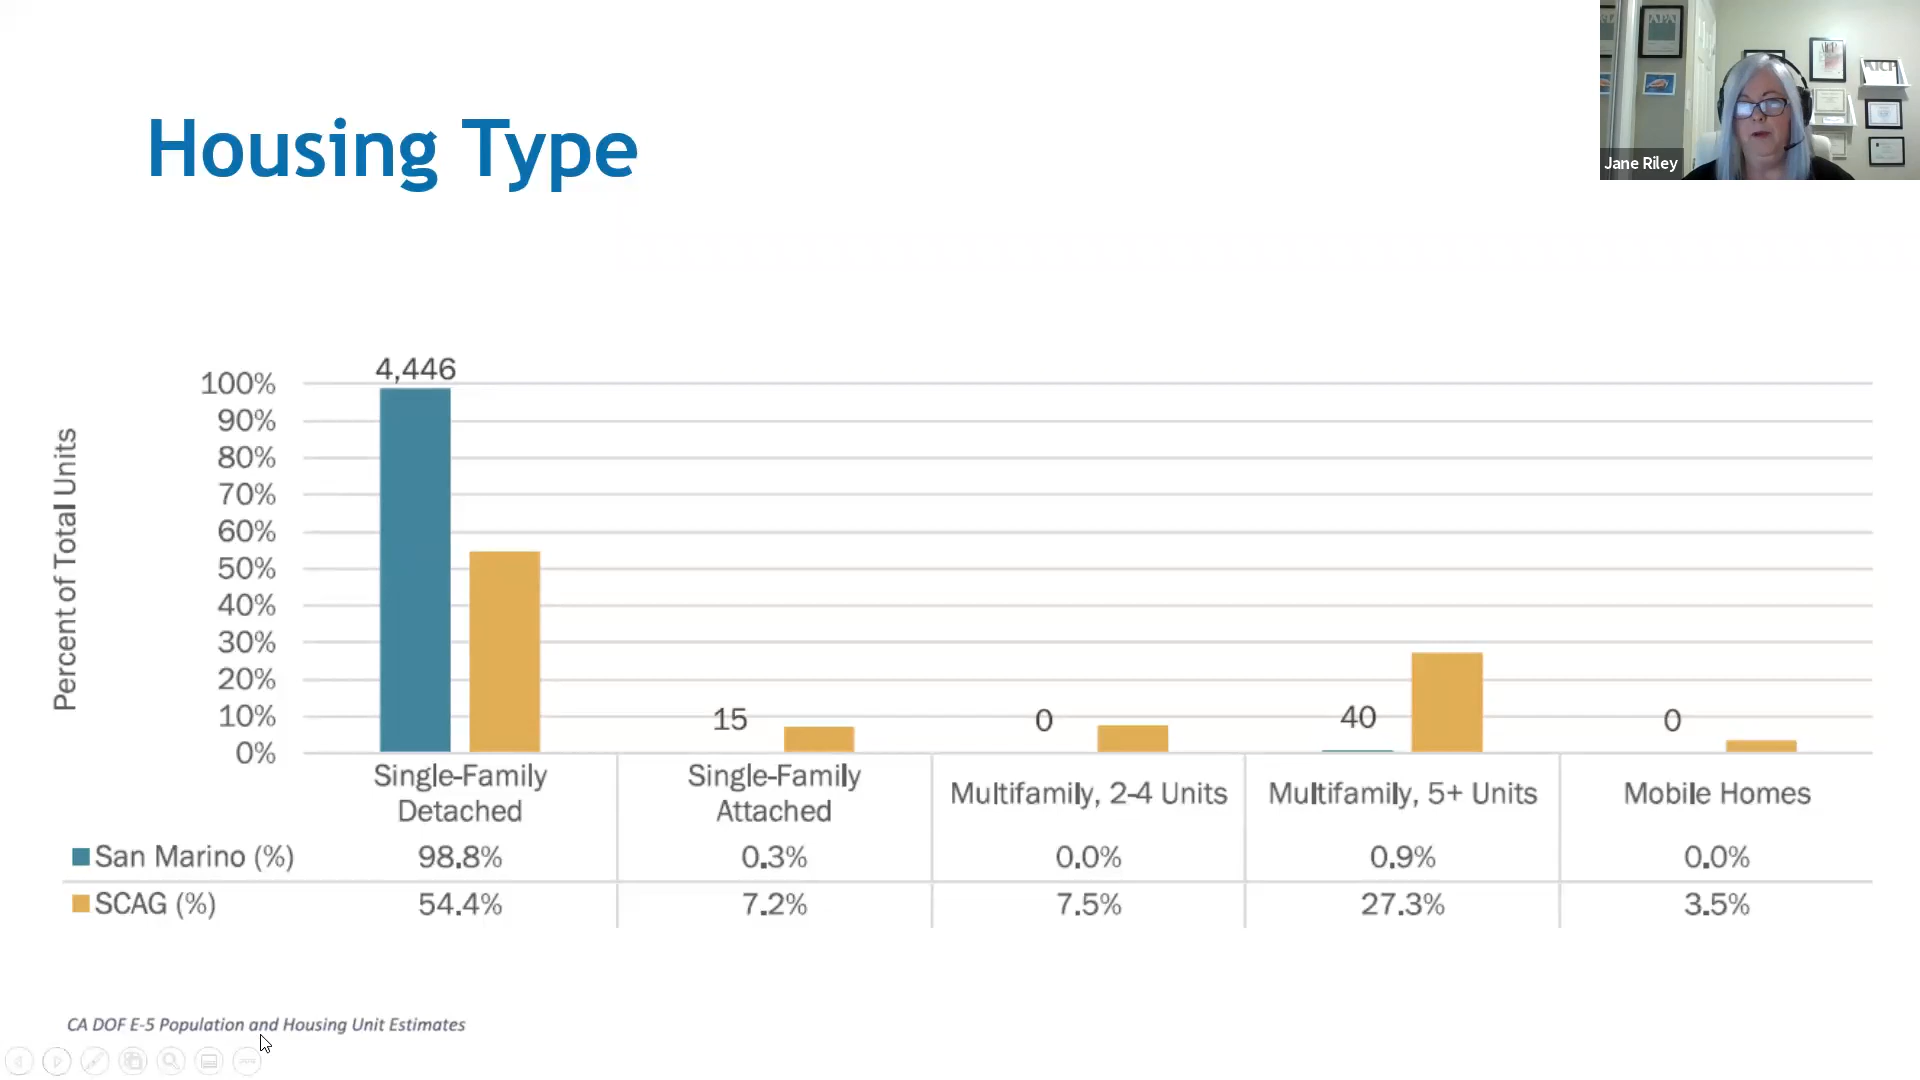 Housing Type
APA
AICP
AICP
Jane Riley
4,446
100%
90%
80%
70%
60%
50%
40%
30%
20%
10%
0%
Percent of Total Units
15
0
40
0
Single-Family
Detached
Single-Family
Attached
Multifamily, 2-4 Units
Multifamily, 5+ Units
Mobile Homes
San Marino (%)
98.8%
0.3%
0.0%
0.9%
0.0%
SCAG (%)
54.4%
7.2%
7.5%
27.3%
3.5%
CA DOF E-5 Population and Housing Unit Estimates